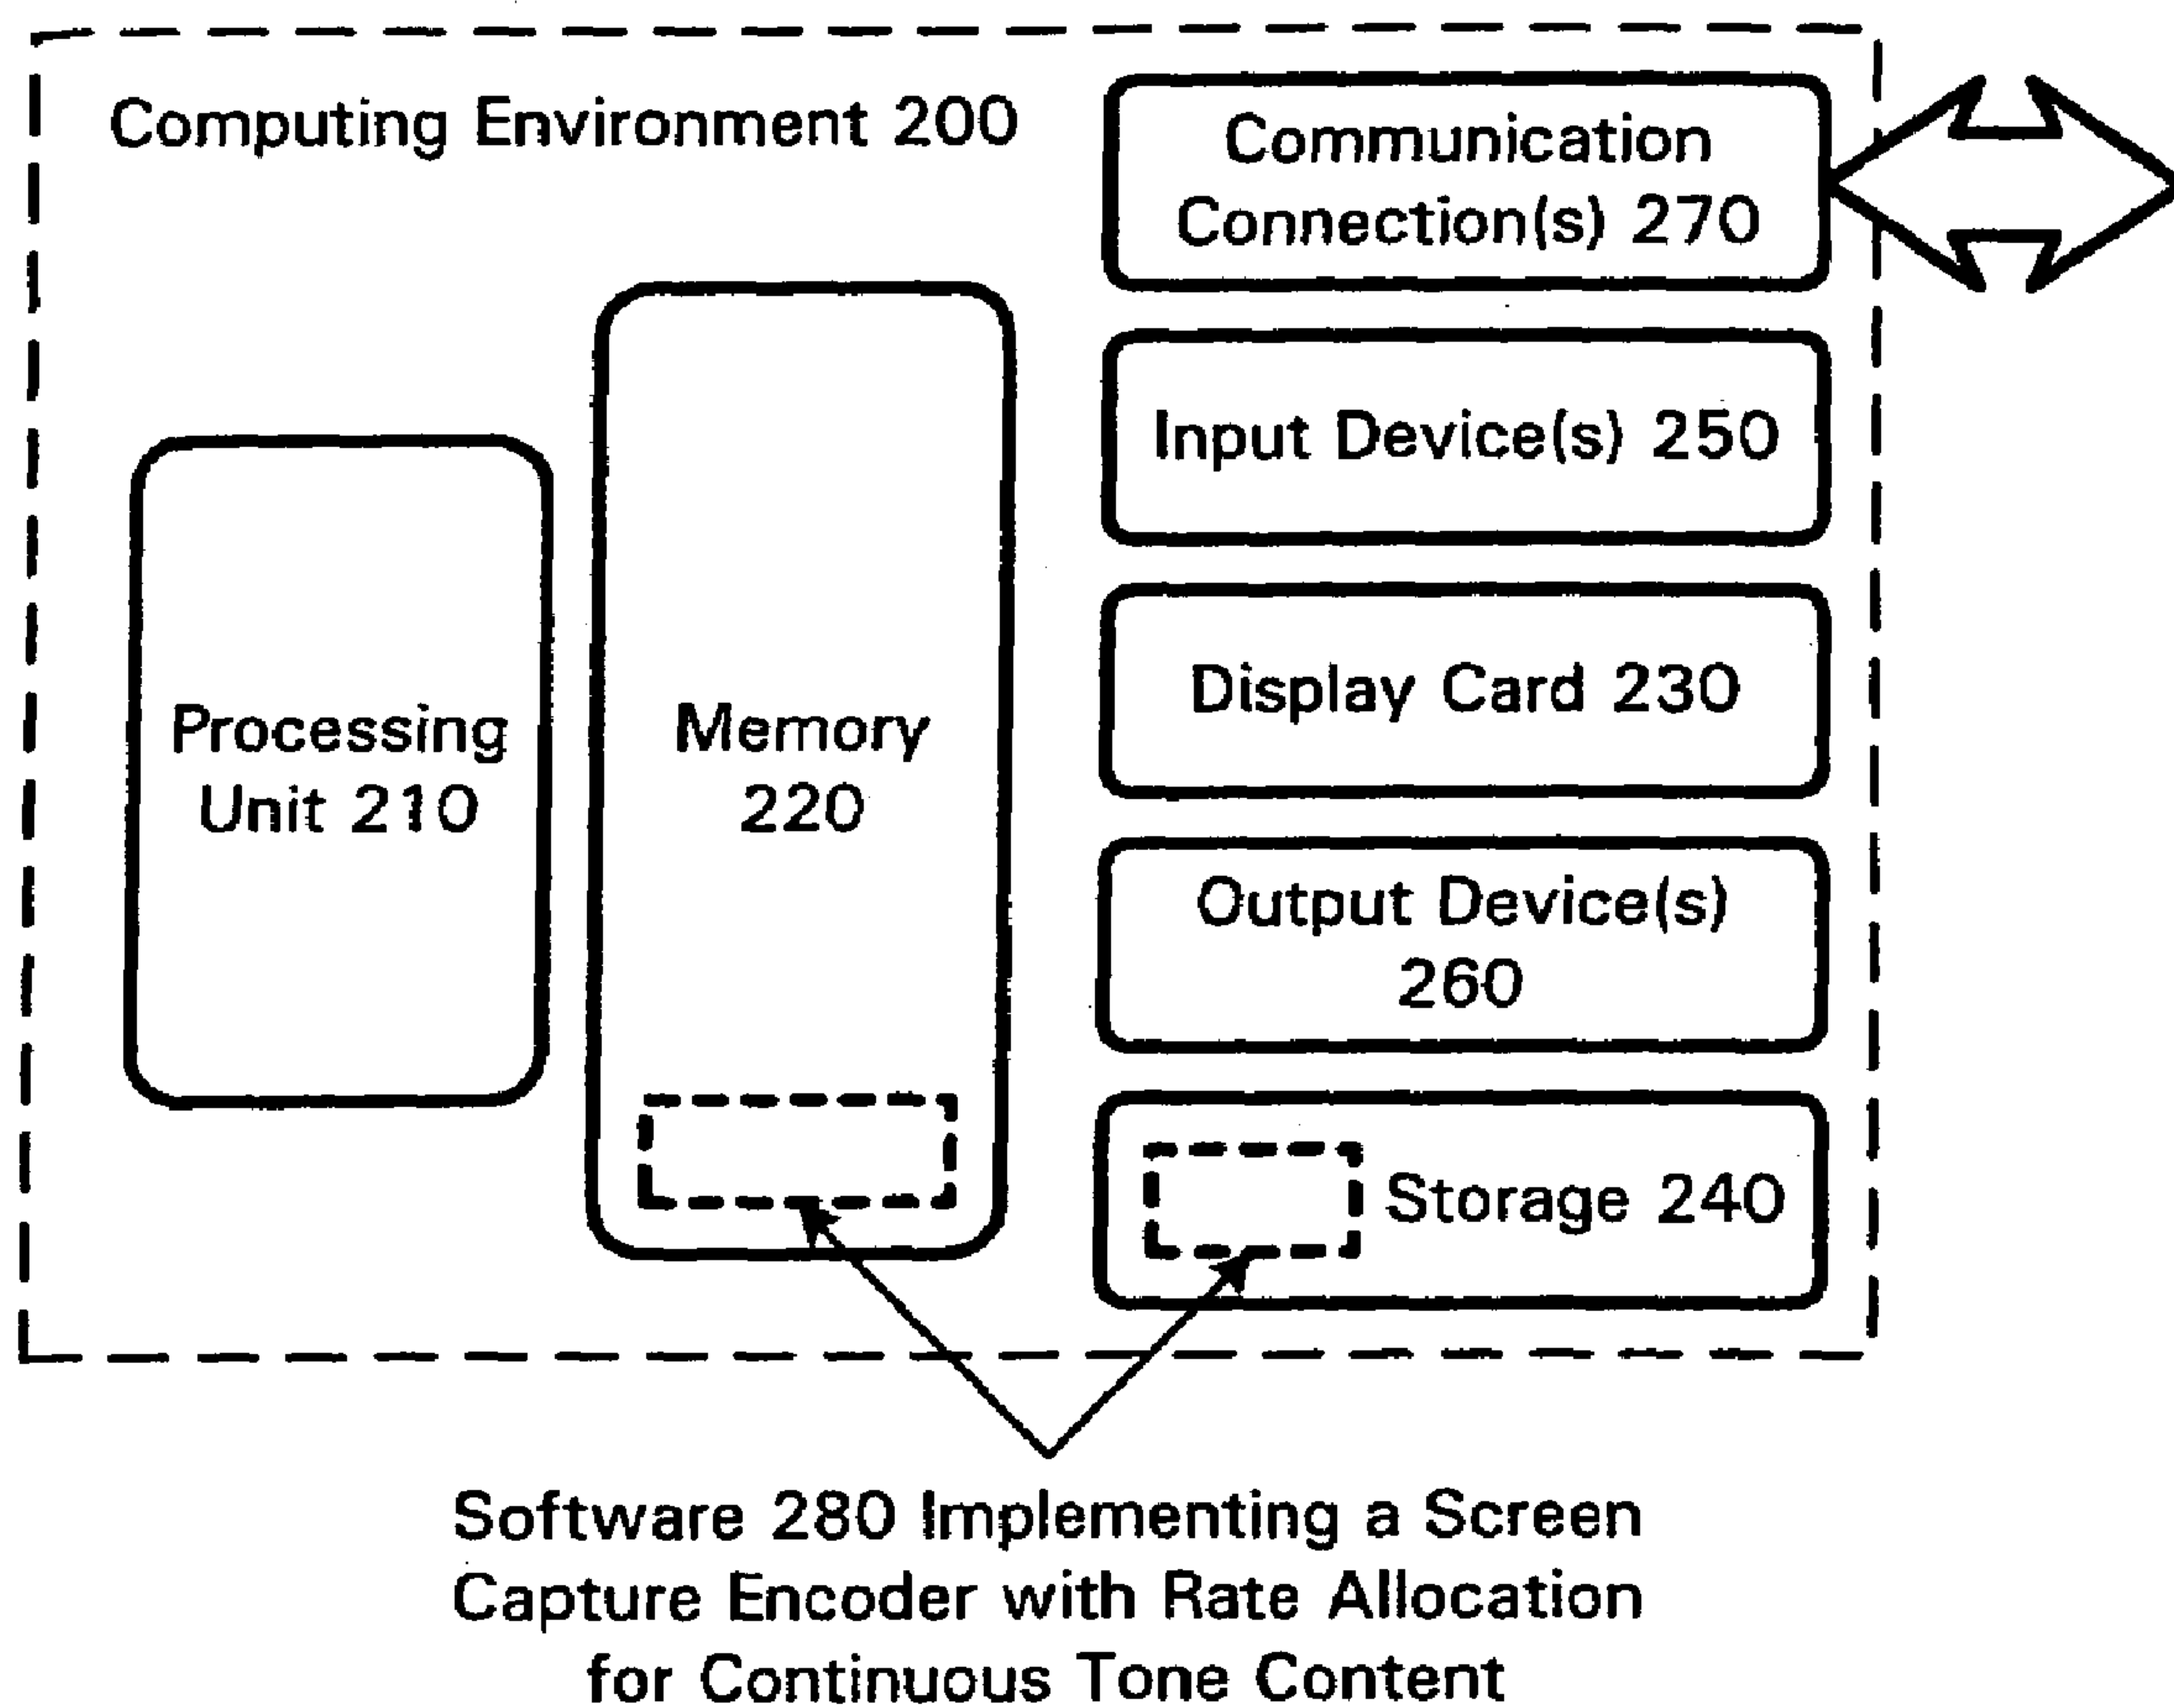 Computing Environment 200
Communication
Connection(s) 270
Input Device(s) 250
Display Card 230
Processing
Unit 210
Memory
220
Output Device(s)
260
Storage 240
Software 280 Implementing a Screen
Capture Encoder with Rate Allocation
for Continuous Tone Content